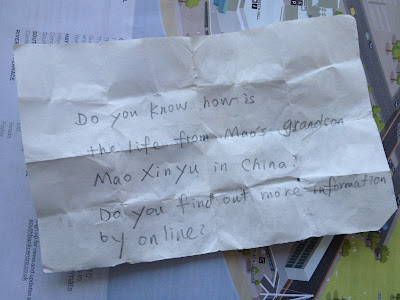 Do you know how is
the life from Mao's grandson
Mao Xinyu in China?
Do you find out more information
by online?